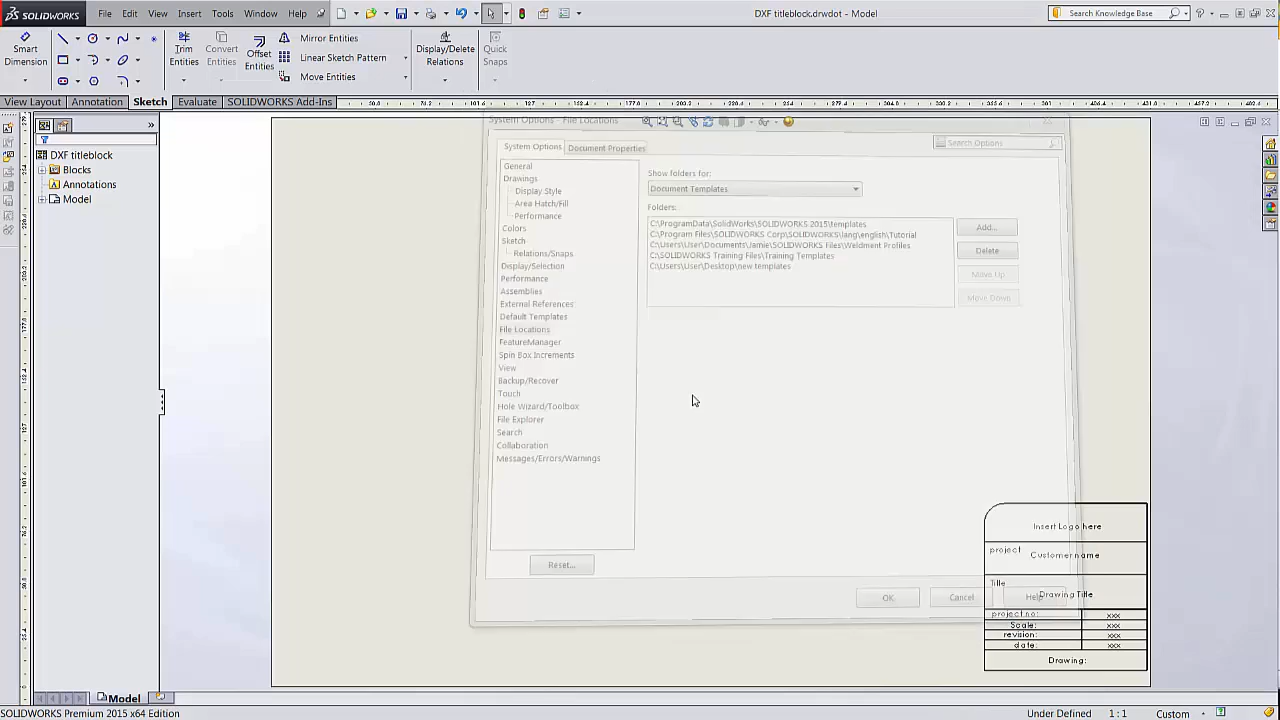 SOLIDWORKS File Edit View Insert Tools Window Help DXF titleblock.drwdot - Model Search Knowledge Base
Smart Dimension
Trim Entities
Convert Entities
Offset Entities
Mirror Entities
Linear Sketch Pattern
Move Entities
Display/Delete Relations
Quick Snaps
View Layout Annotation Sketch Evaluate SOLIDWORKS Add-Ins
System Options - File Locations
System Options Document Properties Search Options
DXF titleblock
Blocks
Annotations
Model
General
Drawings
Display Style
Area Hatch/Fill
Performance
Colors
Sketch
Relations/Snaps
Display/Selection
Performance
Assemblies
External References
Default Templates
File Locations
FeatureManager
Spin Box Increments
View
Backup/Recover
Touch
Hole Wizard/Toolbox
File Explorer
Search
Collaboration
Messages/Errors/Warnings
Reset...
Show folders for:
Document Templates
Folders:
C:\ProgramData\SolidWorks\SOLIDWORKS 2015\templates
C:\Program Files\SOLIDWORKS Corp\SOLIDWORKS\lang\english\Tutorial
C:\Users\User\Documents\Jamie\SOLIDWORKS Files\Weldment Profiles
C:\SOLIDWORKS Training Files\Training Templates
C:\Users\User\Desktop\new templates
Add...
Delete
Move Up
Move Down
OK Cancel Help
Insert Logo here
project Customer name
Title
Drawing Title
project no: xxx
Scale: xxx
revision: xxx
date: xxx
Drawing:
Model
SOLIDWORKS Premium 2015 x64 Edition Under Defined 1:1 Custom